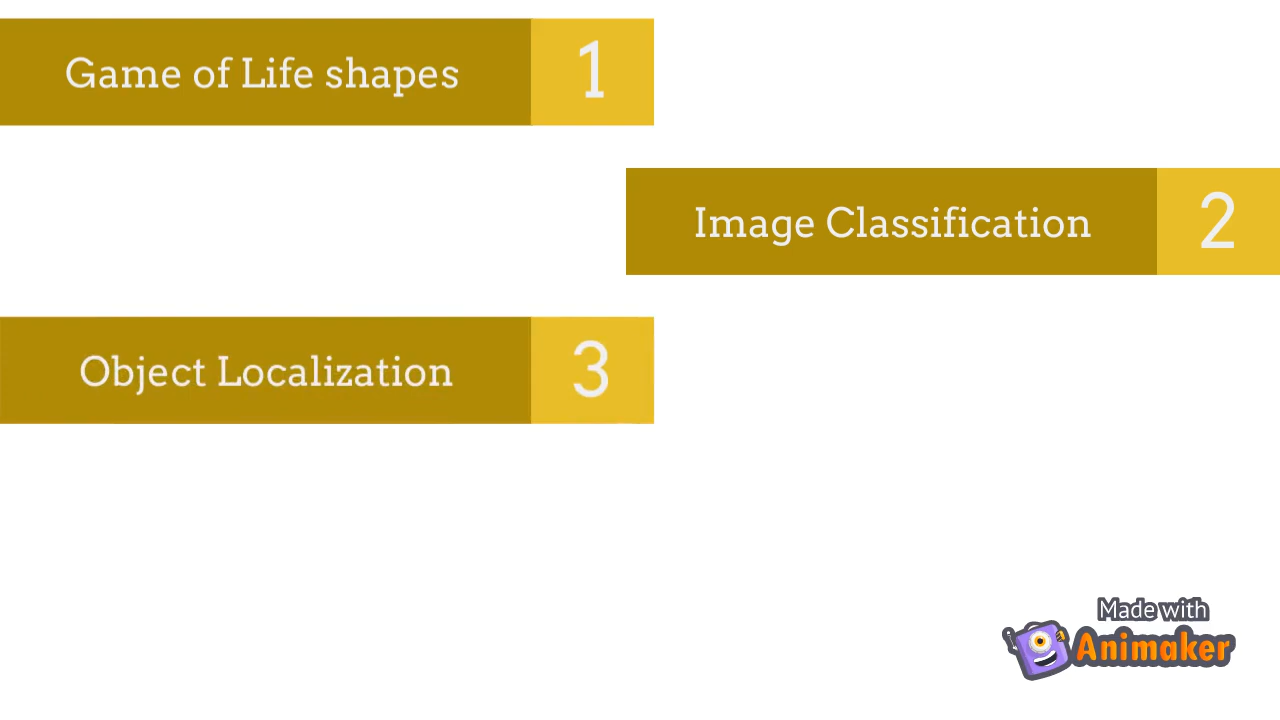 Game of Life shapes 1
Image Classification 2
Object Localization 3
Made with
Animaker